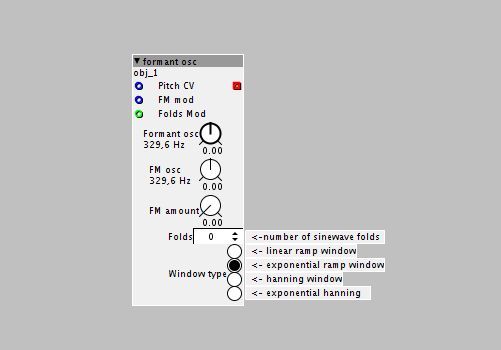 formant osc
obj_1
Pitch CV
FM mod
Folds Mod
Formant osc
329,6 Hz
0.00
FM osc
329,6 Hz
0.00
FM amount
0.00
Folds 0 <-number of sinewave folds
<- linear ramp window
<- exponential ramp window
Window type <- hanning window
<- exponential hanning